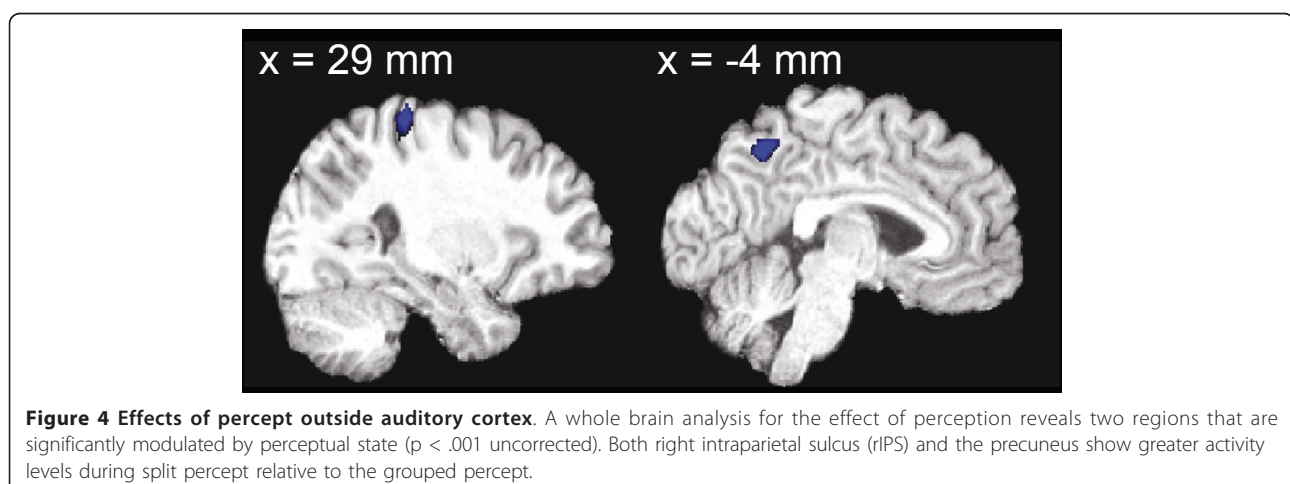 x = 29 mm
x = -4 mm
Figure 4 Effects of percept outside auditory cortex. A whole brain analysis for the effect of perception reveals two regions that are
significantly modulated by perceptual state (p < .001 uncorrected). Both right intraparietal sulcus (rIPS) and the precuneus show greater activity
levels during split percept relative to the grouped percept.